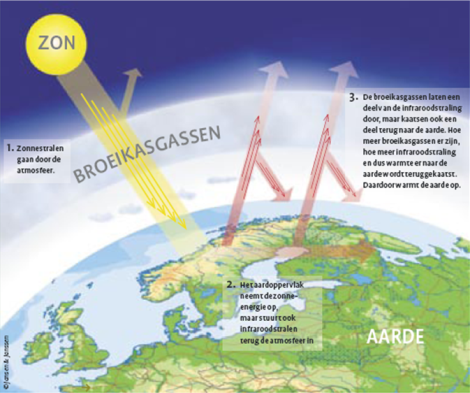 ZON
BROEIKASGASSEN
1. Zonnestralen
gaan door de
atmosfeer.
2. Het aardoppervlak
neemt de zonne-
energie op,
maar stuurt ook
infraroodstralen
terug de atmosfeer in
3. De broeikasgassen laten een
deel van de infraroodstraling
door, maar kaatsen ook een
deel terug naar de aarde. Hoe
meer broeikasgassen er zijn,
hoe meer infraroodstraling
en dus warmte er naar de
aarde wordt teruggekaatst.
Daardoor warmt de aarde op.
AARDE
© Jansen & Janssen